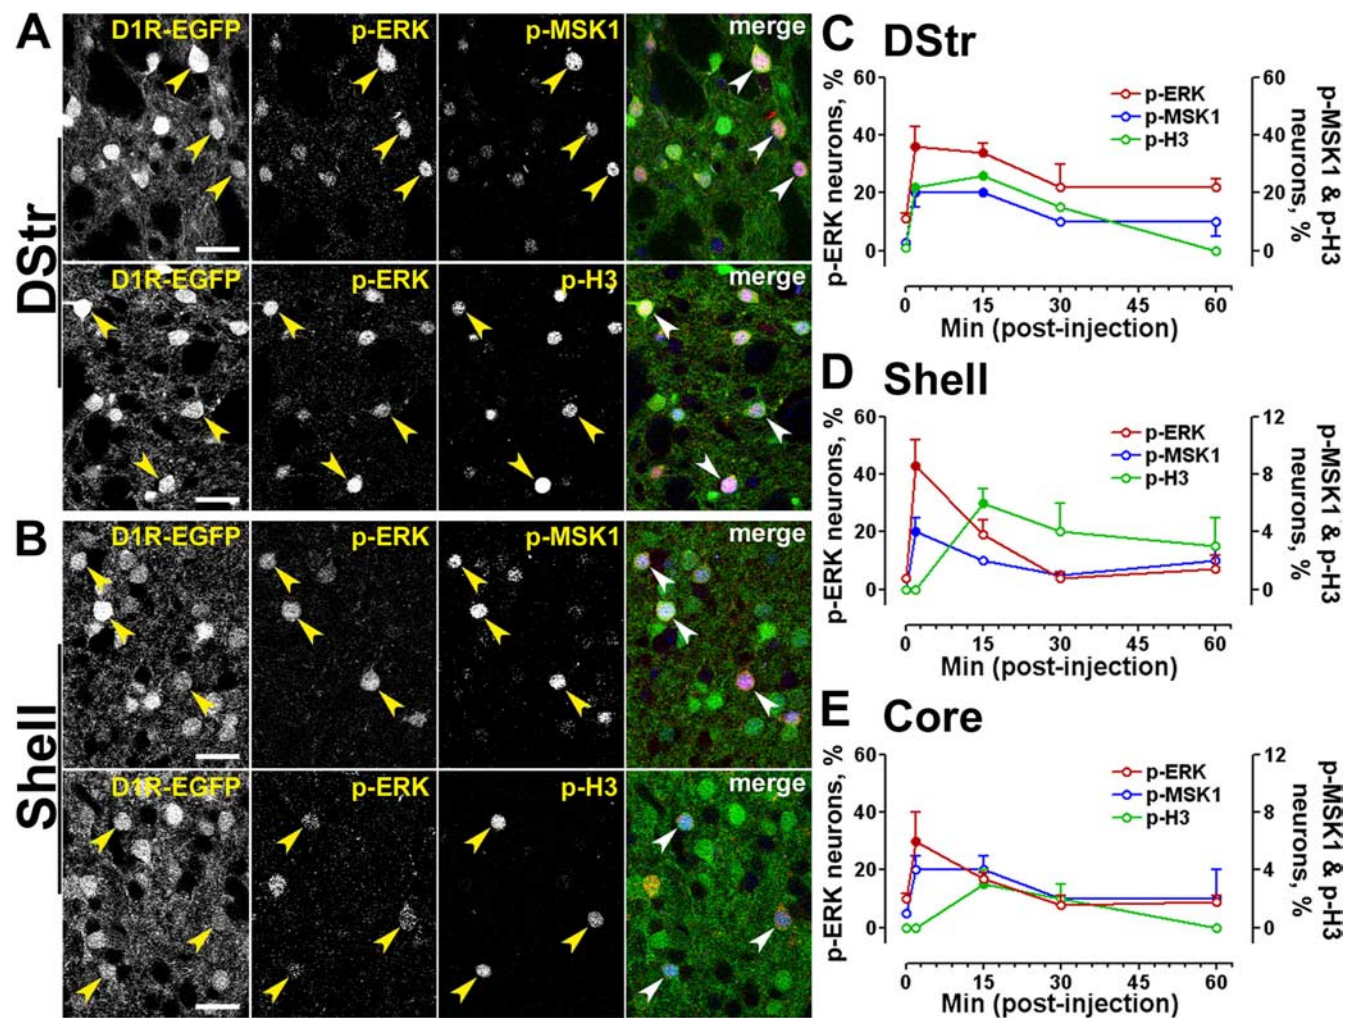 A
D1R-EGFP
p-ERK
p-MSK1
merge
DStr
D1R-EGFP
p-ERK
p-H3
merge
B
D1R-EGFP
p-ERK
p-MSK1
merge
Shell
D1R-EGFP
p-ERK
p-H3
merge
C DStr
p-ERK neurons, %
60
40
20
0
p-ERK
p-MSK1
p-H3
60
40
20
0
p-MSK1 & p-H3
neurons, %
0 15 30 45 60
Min (post-injection)
D Shell
p-ERK neurons, %
60
40
20
0
p-ERK
p-MSK1
p-H3
12
8
4
0
p-MSK1 & p-H3
neurons, %
0 15 30 45 60
Min (post-injection)
E Core
p-ERK neurons, %
60
40
20
0
p-ERK
p-MSK1
p-H3
12
8
4
0
p-MSK1 & p-H3
neurons, %
0 15 30 45 60
Min (post-injection)